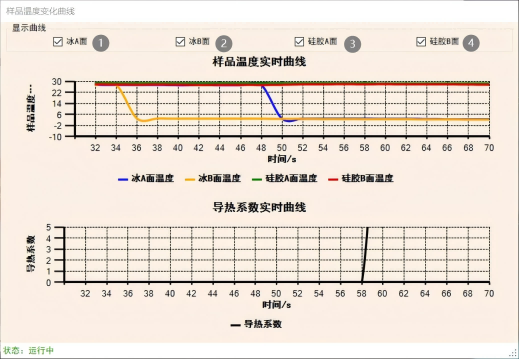 样品温度变化曲线
显示曲线
冰A面 1 冰B面 2 硅胶A面 3 硅胶B面 4
样品温度实时曲线
样品温度…
30
22
14
6
-2
-10
32 34 36 38 40 42 44 46 48 50 52 54 56 58 60 62 64 66 68 70
时间/s
冰A面温度 冰B面温度 硅胶A面温度 硅胶B面温度
导热系数实时曲线
导热系数
5
4
3
2
1
0
32 34 36 38 40 42 44 46 48 50 52 54 56 58 60 62 64 66 68 70
时间/s
导热系数
状态：运行中